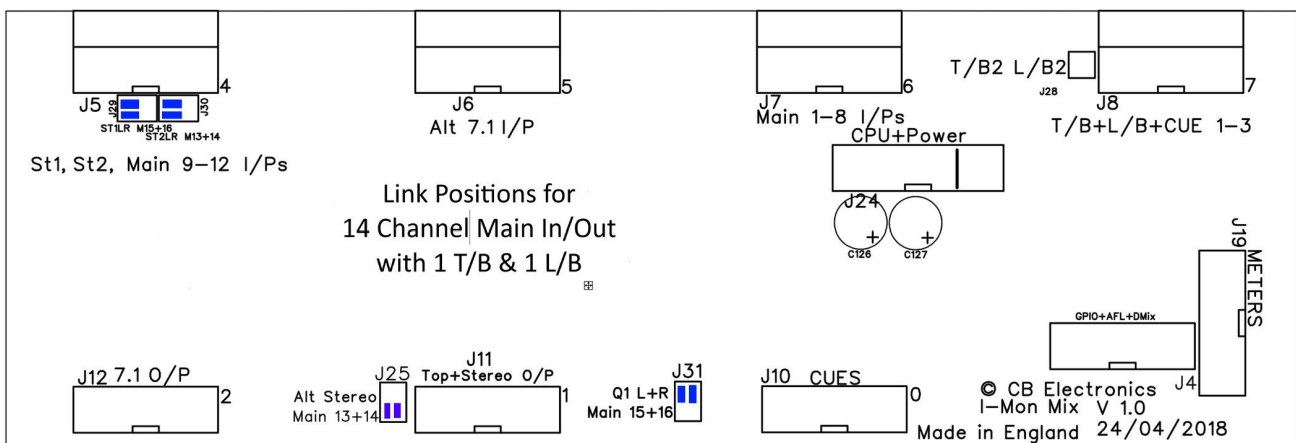 4
5
6
7
T/B2 L/B2
J28
J5
J29
J30
J6
J7
J8
ST1LR M15+16
ST2LR M13+14
Alt 7.1 I/P
Main 1-8 I/Ps
T/B+L/B+CUE 1-3
St1, St2, Main 9-12 I/Ps
CPU+Power
J24
C126
C127
Link Positions for
14 Channel Main In/Out
with 1 T/B & 1 L/B
J19
METERS
GPIO+AFL+DMix
J4
J12 7.1 O/P
2
J25
Alt Stereo
Main 13+14
J11
Top+Stereo O/P
1
J31
Q1 L+R
Main 15+16
J10 CUES
0
© CB Electronics
I-Mon Mix V 1.0
Made in England 24/04/2018